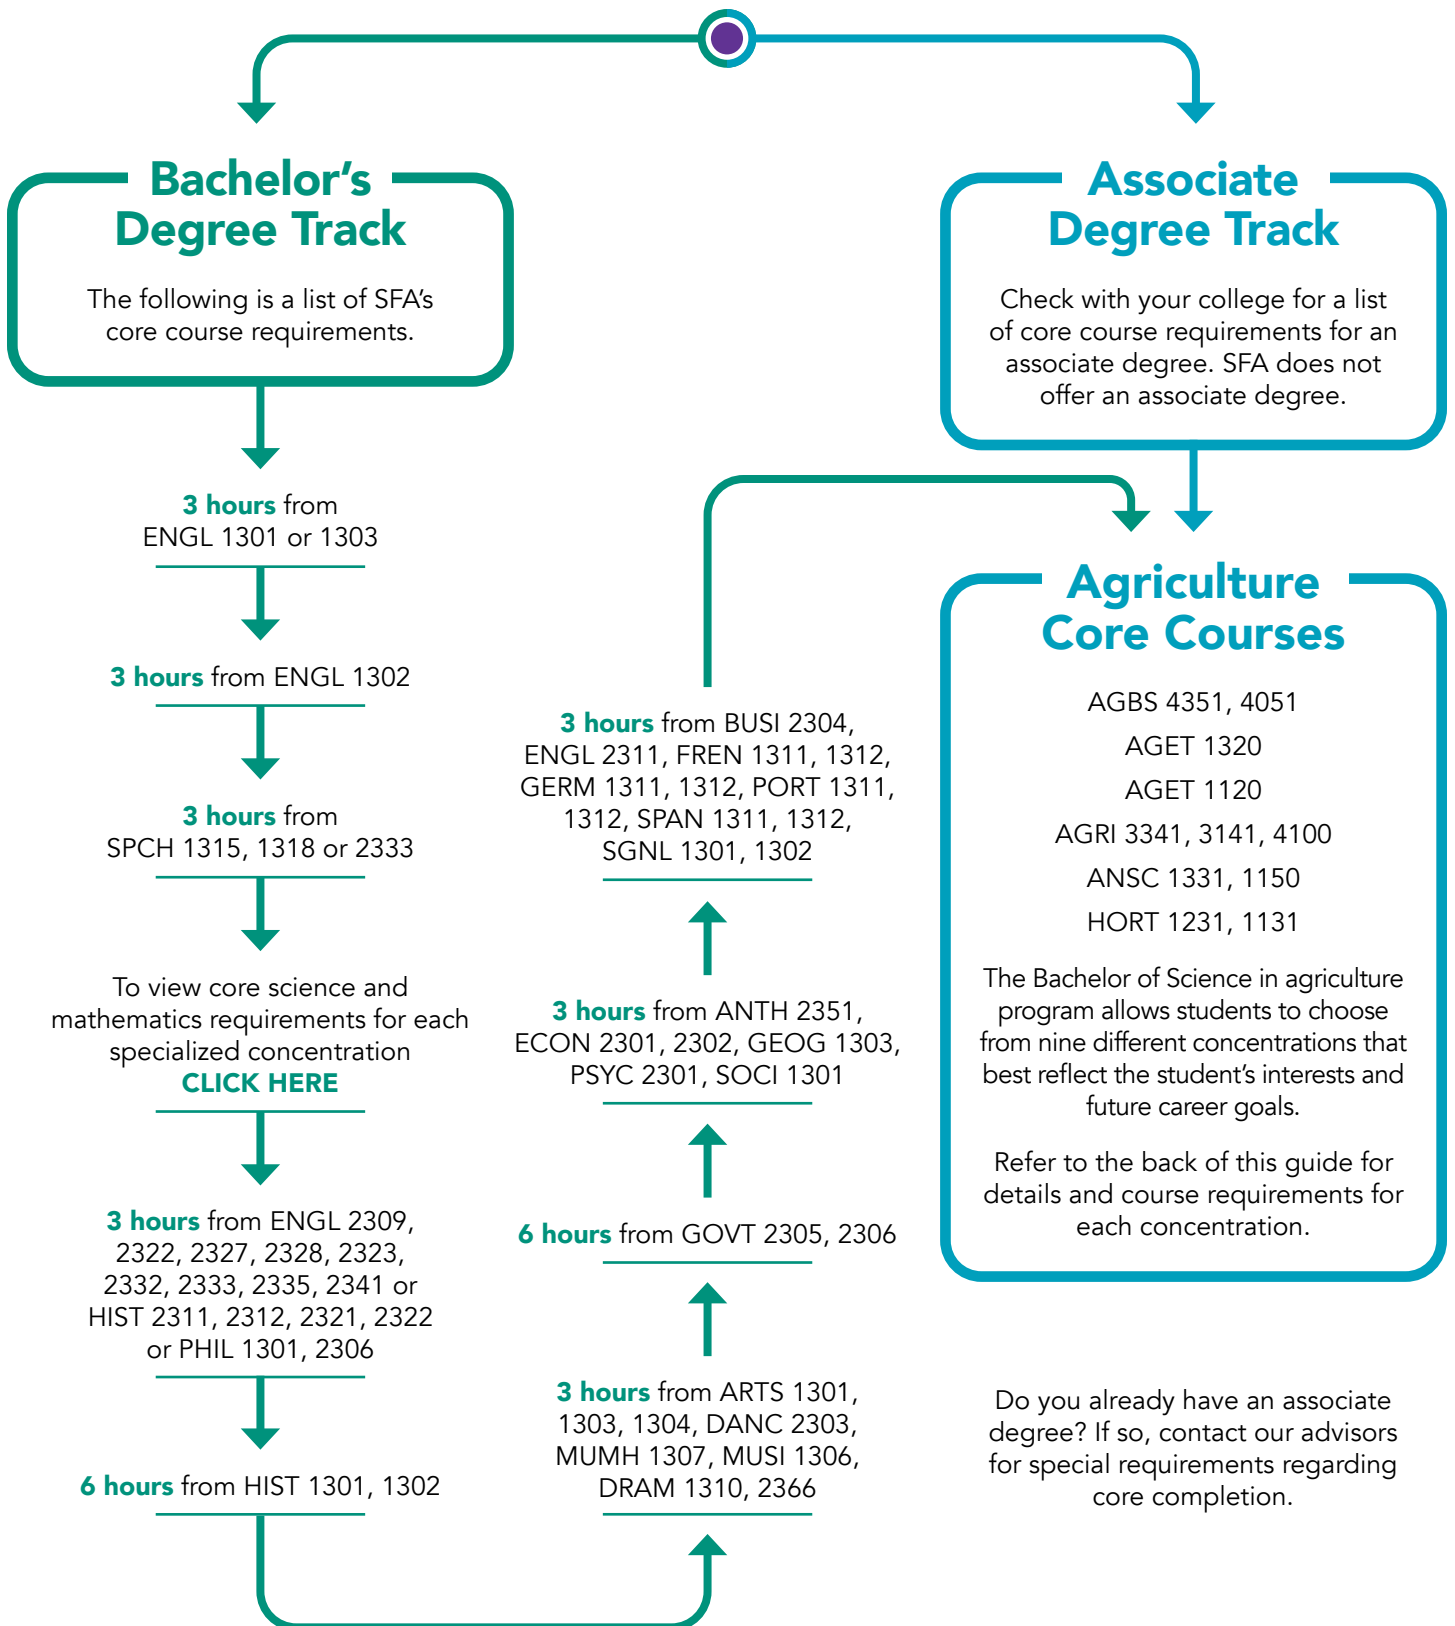 Bachelor's
Degree Track
The following is a list of SFA's
core course requirements.
3 hours from
ENGL 1301 or 1303
3 hours from ENGL 1302
3 hours from
SPCH 1315, 1318 or 2333
To view core science and
mathematics requirements for each
specialized concentration
CLICK HERE
3 hours from ENGL 2309,
2322, 2327, 2328, 2323,
2332, 2333, 2335, 2341 or
HIST 2311, 2312, 2321, 2322
or PHIL 1301, 2306
6 hours from HIST 1301, 1302
3 hours from ARTS 1301,
1303, 1304, DANC 2303,
MUMH 1307, MUSI 1306,
DRAM 1310, 2366
6 hours from GOVT 2305, 2306
3 hours from ANTH 2351,
ECON 2301, 2302, GEOG 1303,
PSYC 2301, SOCI 1301
3 hours from BUSI 2304,
ENGL 2311, FREN 1311, 1312,
GERM 1311, 1312, PORT 1311,
1312, SPAN 1311, 1312,
SGNL 1301, 1302
Associate
Degree Track
Check with your college for a list
of core course requirements for an
associate degree. SFA does not
offer an associate degree.
Agriculture
Core Courses
AGBS 4351, 4051
AGET 1320
AGET 1120
AGRI 3341, 3141, 4100
ANSC 1331, 1150
HORT 1231, 1131
The Bachelor of Science in agriculture
program allows students to choose
from nine different concentrations that
best reflect the student's interests and
future career goals.
Refer to the back of this guide for
details and course requirements for
each concentration.
Do you already have an associate
degree? If so, contact our advisors
for special requirements regarding
core completion.